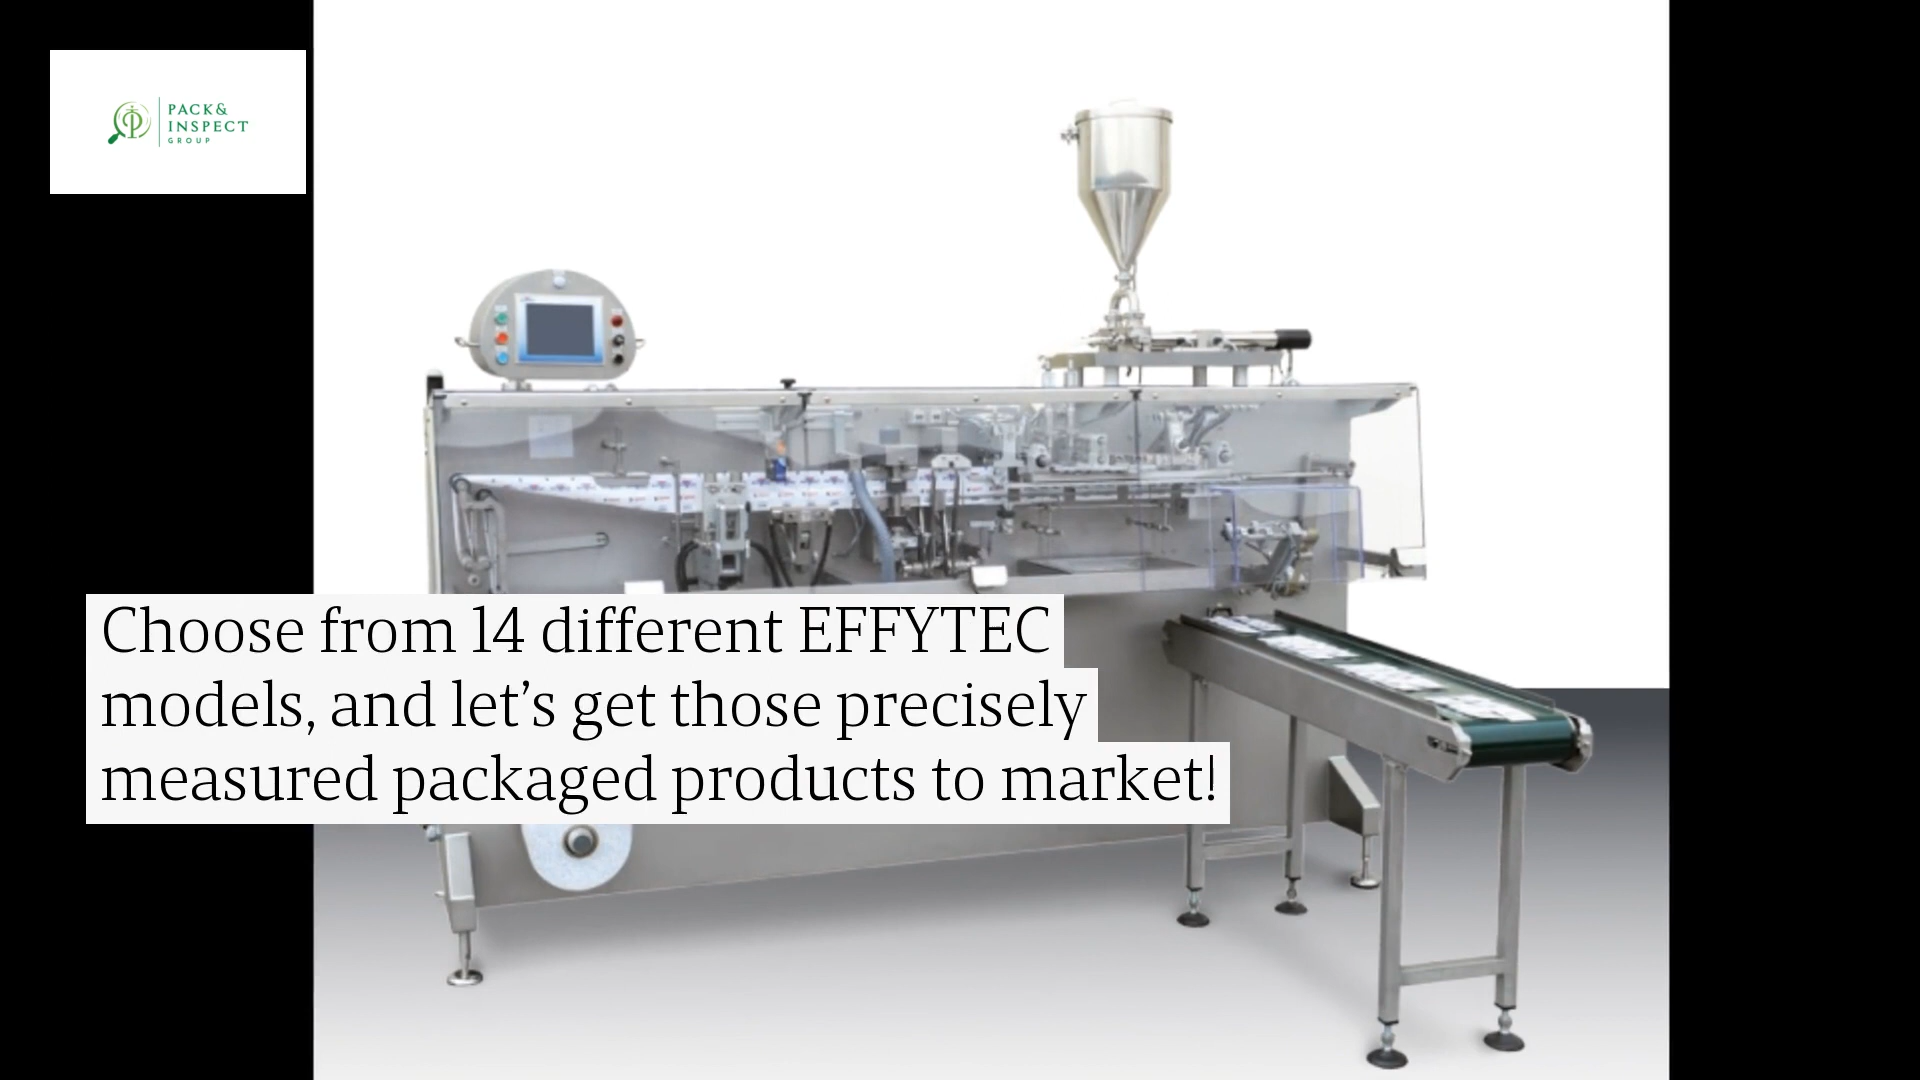 PACK&
INSPECT
GROUP
Choose from 14 different EFFYTEC
models, and let’s get those precisely
measured packaged products to market!